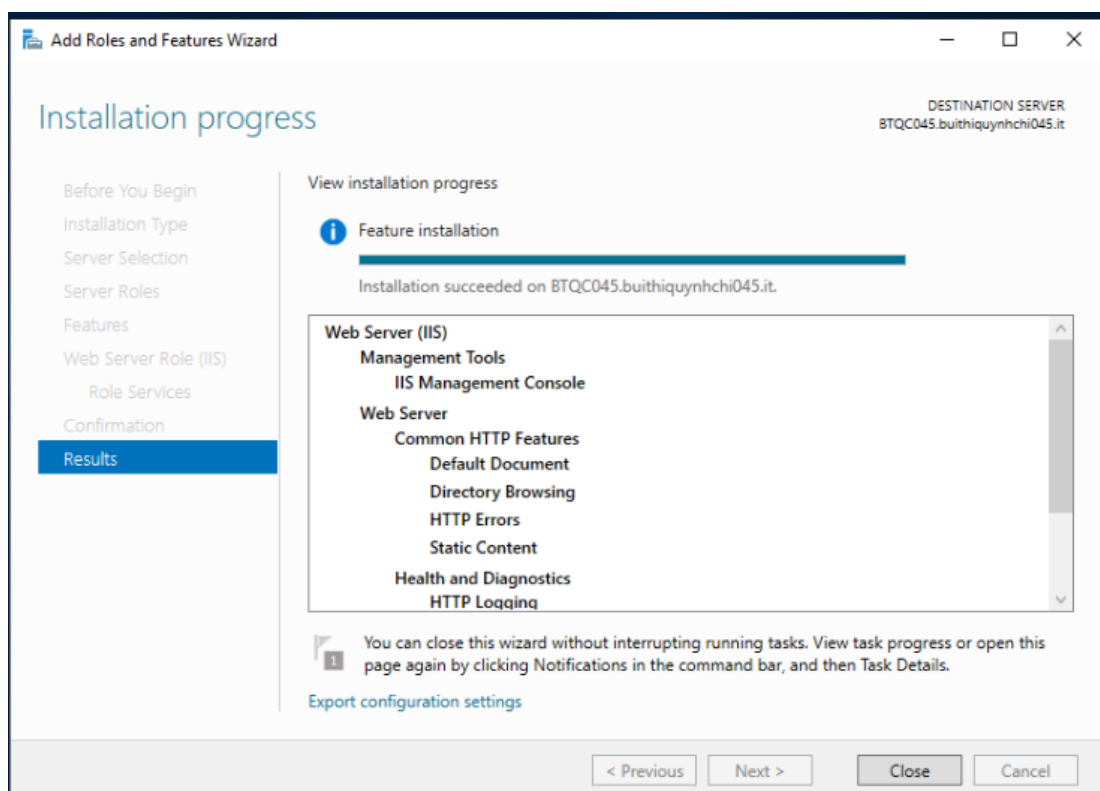 Add Roles and Features Wizard
Installation progress
DESTINATION SERVER
BTQC045.buithiquynhchi045.it
Before You Begin
Installation Type
Server Selection
Server Roles
Features
Web Server Role (IIS)
Role Services
Confirmation
Results
View installation progress
Feature installation
Installation succeeded on BTQC045.buithiquynhchi045.it.
Web Server (IIS)
Management Tools
IIS Management Console
Web Server
Common HTTP Features
Default Document
Directory Browsing
HTTP Errors
Static Content
Health and Diagnostics
HTTP Logging
1
You can close this wizard without interrupting running tasks. View task progress or open this
page again by clicking Notifications in the command bar, and then Task Details.
Export configuration settings
< Previous
Next >
Close
Cancel